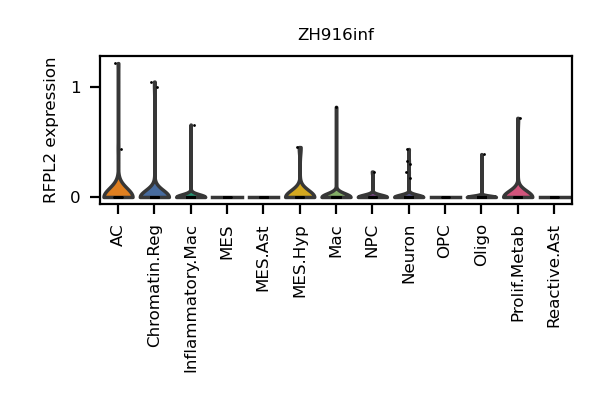 ZH916inf
RFPL2 expression
1
0
AC
Chromatin.Reg
Inflammatory.Mac
MES
MES.Ast
MES.Hyp
Mac
NPC
Neuron
OPC
Oligo
Prolif.Metab
Reactive.Ast